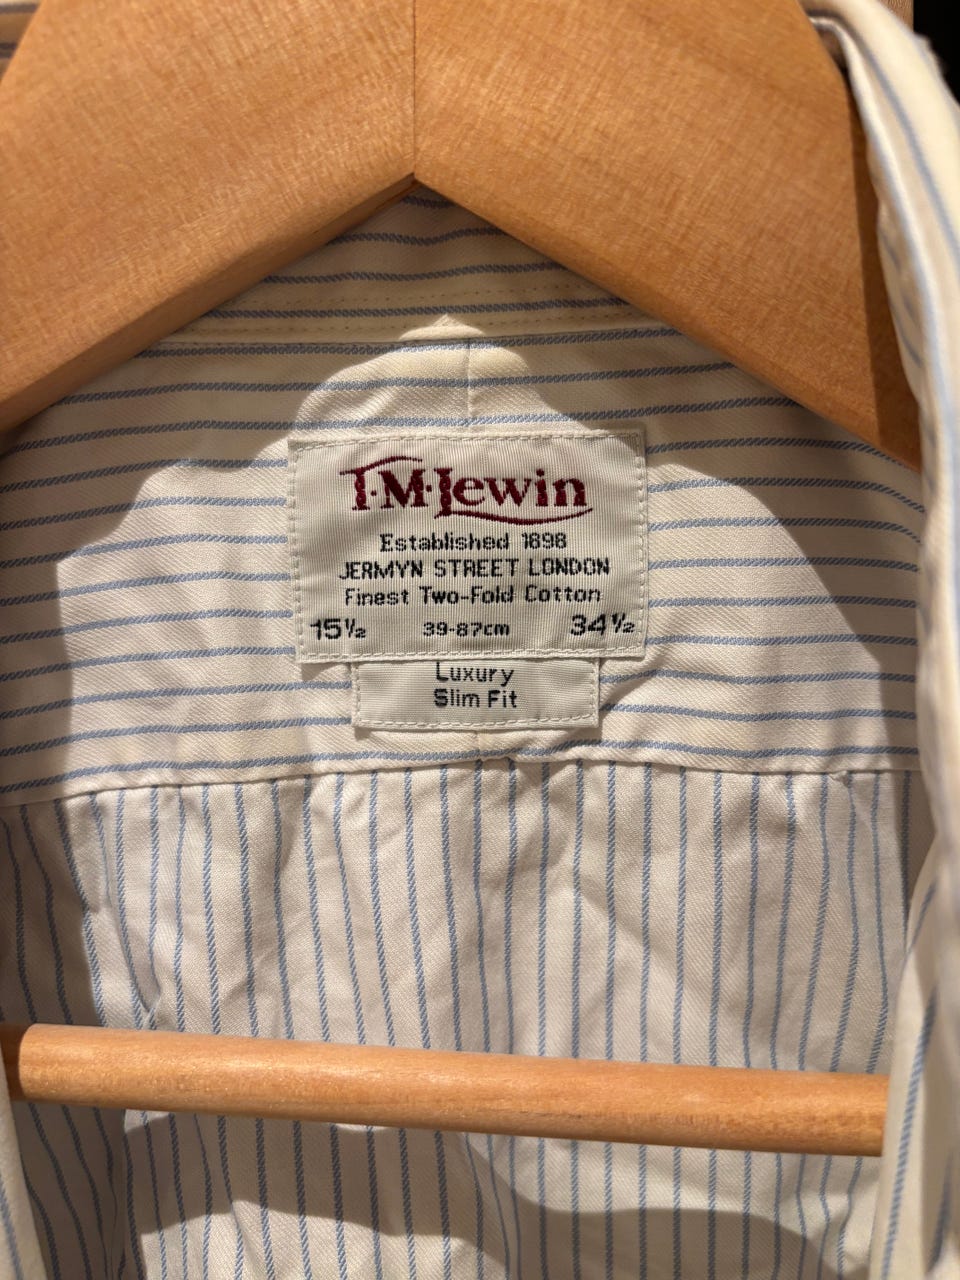 T·M·Lewin
Established 1898
JERMYN STREET LONDON
Finest Two-Fold Cotton
15½ 39-87cm 34½
Luxury
Slim Fit